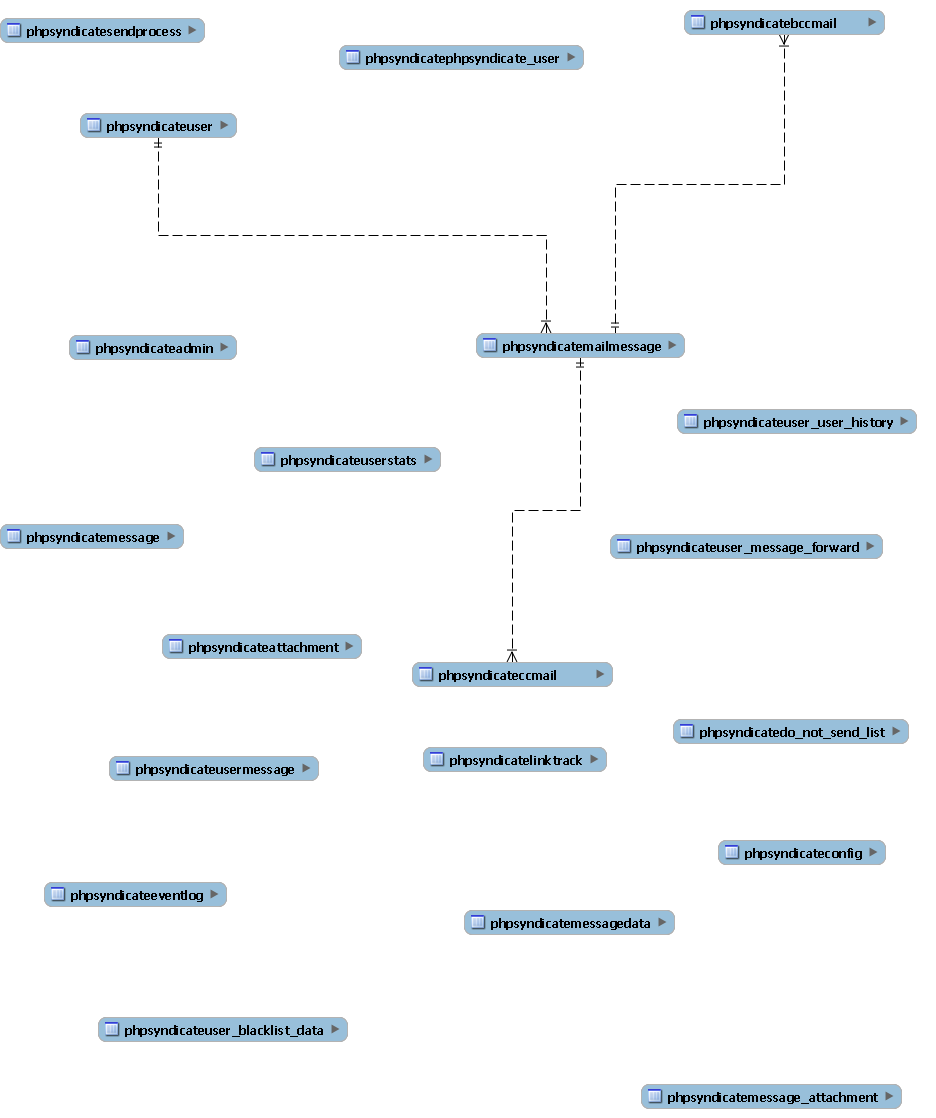 phpsyndicatebccmail
phpsyndicatesendprocess
phpsyndicatephpsyndicate_user
phpsyndicateuser
phpsyndicatemailmessage
phpsyndicateadmin
phpsyndicateuser_user_history
phpsyndicateuserstats
phpsyndicatemessage
phpsyndicateuser_message_forward
phpsyndicateattachment
phpsyndicateccmail
phpsyndicatedo_not_send_list
phpsyndicatelinktrack
phpsyndicateusermessage
phpsyndicateconfig
phpsyndicateeventlog
phpsyndicatemessagedata
phpsyndicateuser_blacklist_data
phpsyndicatemessage_attachment